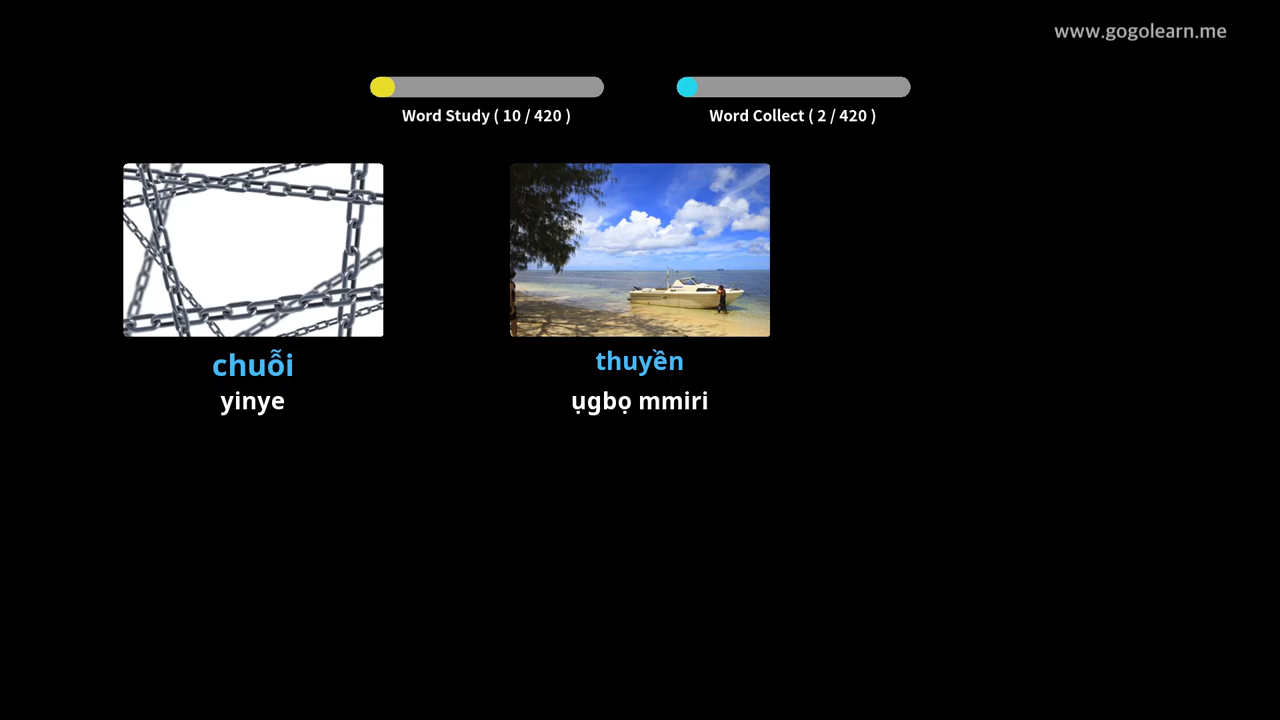 www.gogolearn.me
Word Study ( 10 / 420 )
Word Collect ( 2 / 420 )
chuỗi
yinye
thuyền
ụgbọ mmiri